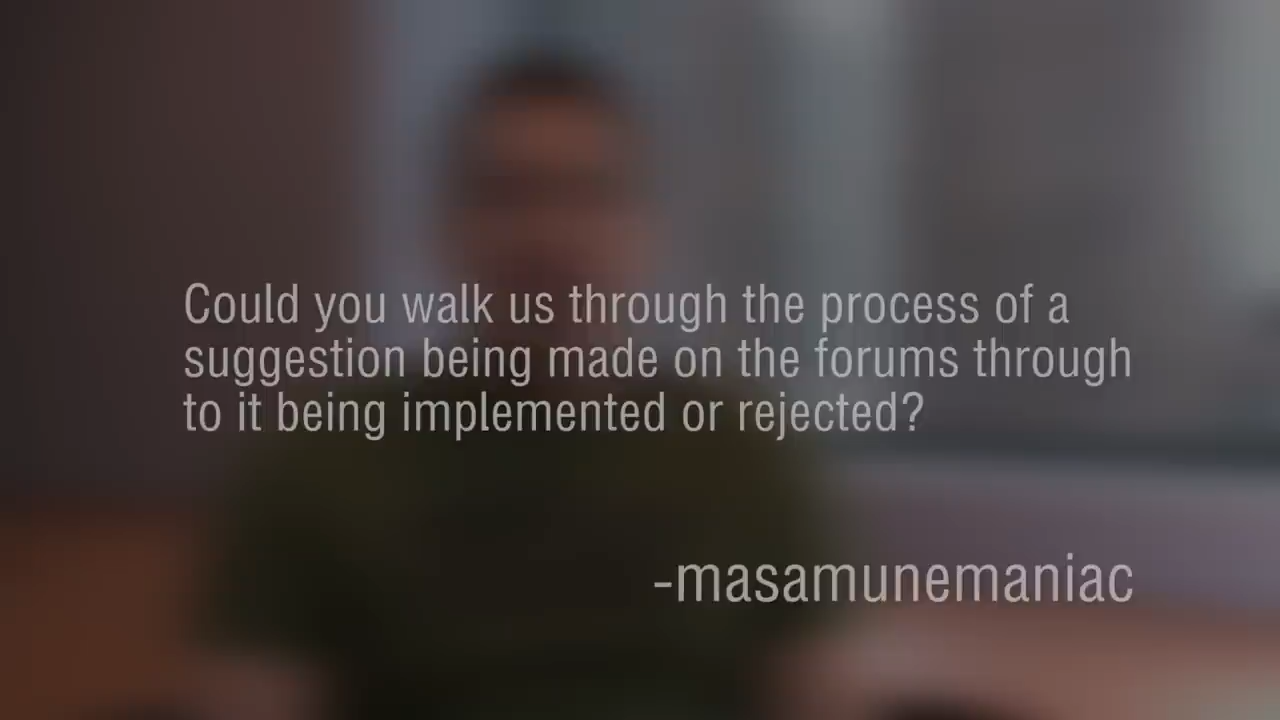 Could you walk us through the process of a
suggestion being made on the forums through
to it being implemented or rejected?
-masamunemaniac